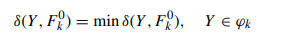 δ(Y, F_k^0) = min δ(Y, F_k^0), Y ∈ φ_k